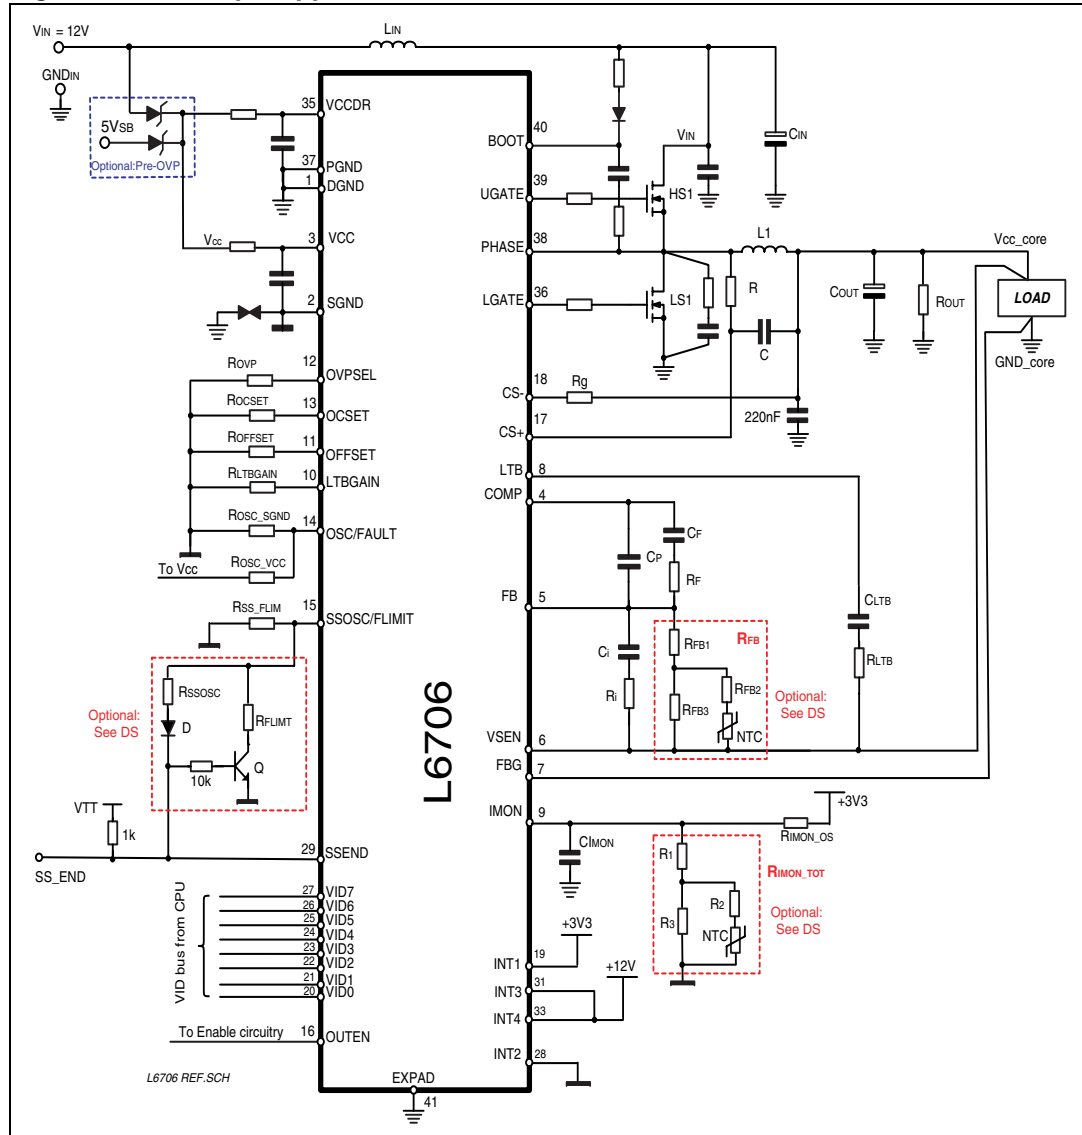 VIN = 12V
LIN
GNDIN
5VSB
Optional:Pre-OVP
35
VCCDR
37
PGND
1
DGND
Vcc
3
VCC
2
SGND
ROVP
12
OVPSEL
ROCSET
13
OCSET
ROFFSET
11
OFFSET
RLTBGAIN
10
LTBGAIN
ROSC_SGND
14
OSC/FAULT
To Vcc
ROSC_VCC
RSS_FLIM
15
SSOSC/FLIMIT
Optional:
See DS
RSSOSC
D
RFLIMT
10k
Q
VTT
1k
SS_END
29
SSEND
VID bus from CPU
27
VID7
26
VID6
25
VID5
24
VID4
23
VID3
22
VID2
21
VID1
20
VID0
To Enable circuitry
16
OUTEN
L6706 REF.SCH
L6706
EXPAD
41
BOOT
40
VIN
CIN
UGATE
39
HS1
PHASE
38
L1
Vcc_core
LGATE
36
LS1
R
C
COUT
ROUT
LOAD
GND_core
CS-
18
Rg
220nF
CS+
17
LTB
8
COMP
4
CF
CP
RF
FB
5
CLTB
RLTB
Ci
Ri
RFB1
RFB
RFB2
RFB3
NTC
Optional:
See DS
VSEN
6
FBG
7
IMON
9
+3V3
RIMON_OS
CIMON
R1
RIMON_TOT
R2
R3
NTC
Optional:
See DS
+3V3
INT1
19
+12V
INT3
31
INT4
33
INT2
28